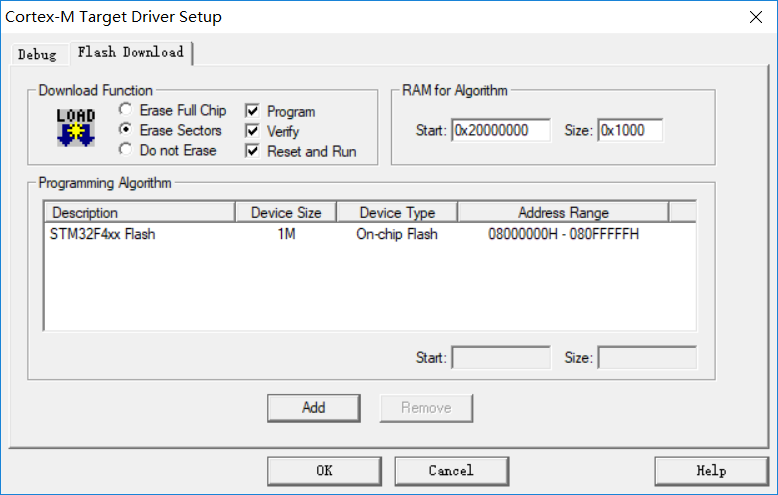 Cortex-M Target Driver Setup
Debug Flash Download
Download Function
LOAD
Erase Full Chip Program
Erase Sectors Verify
Do not Erase Reset and Run
RAM for Algorithm
Start: 0x20000000 Size: 0x1000
Programming Algorithm
Description Device Size Device Type Address Range
STM32F4xx Flash 1M On-chip Flash 08000000H - 080FFFFFH
Start: Size:
Add Remove
OK Cancel Help